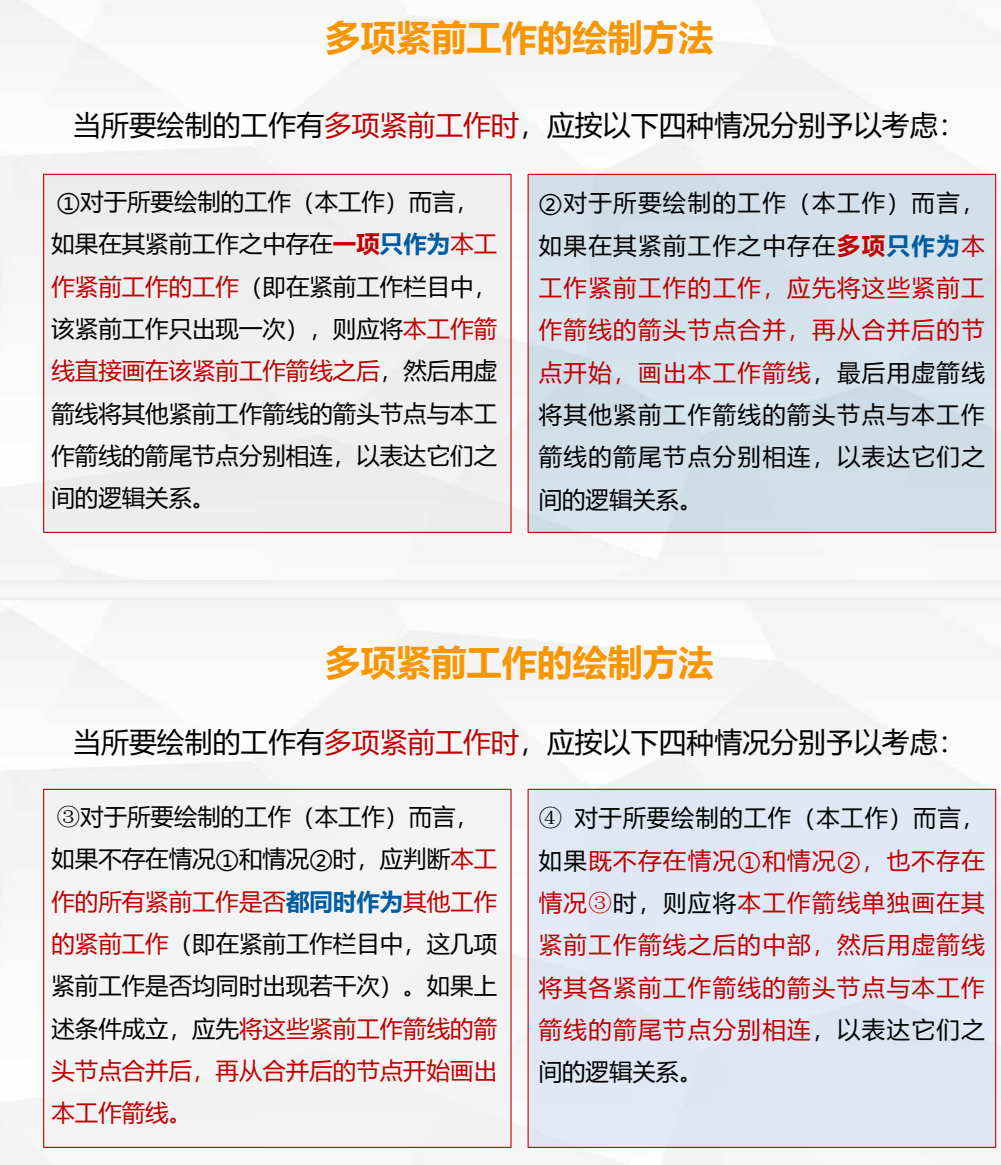 多项紧前工作的绘制方法
当所要绘制的工作有多项紧前工作时，应按以下四种情况分别予以考虑：
①对于所要绘制的工作（本工作）而言，
如果在其紧前工作之中存在一项只作为本工
作紧前工作的工作（即在紧前工作栏目中，
该紧前工作只出现一次），则应将本工作箭
线直接画在该紧前工作箭线之后，然后用虚
箭线将其他紧前工作箭线的箭头节点与本工
作箭线的箭尾节点分别相连，以表达它们之
间的逻辑关系。
②对于所要绘制的工作（本工作）而言，
如果在其紧前工作之中存在多项只作为本
工作紧前工作的工作，应先将这些紧前工
作箭线的箭头节点合并，再从合并后的节
点开始，画出本工作箭线，最后用虚箭线
将其他紧前工作箭线的箭头节点与本工作
箭线的箭尾节点分别相连，以表达它们之
间的逻辑关系。
多项紧前工作的绘制方法
当所要绘制的工作有多项紧前工作时，应按以下四种情况分别予以考虑：
③对于所要绘制的工作（本工作）而言，
如果不存在情况①和情况②时，应判断本工
作的所有紧前工作是否都同时作为其他工作
的紧前工作（即在紧前工作栏目中，这几项
紧前工作是否均同时出现若干次）。如果上
述条件成立，应先将这些紧前工作箭线的箭
头节点合并后，再从合并后的节点开始画出
本工作箭线。
④ 对于所要绘制的工作（本工作）而言，
如果既不存在情况①和情况②，也不存在
情况③时，则应将本工作箭线单独画在其
紧前工作箭线之后的中部，然后用虚箭线
将其各紧前工作箭线的箭头节点与本工作
箭线的箭尾节点分别相连，以表达它们之
间的逻辑关系。